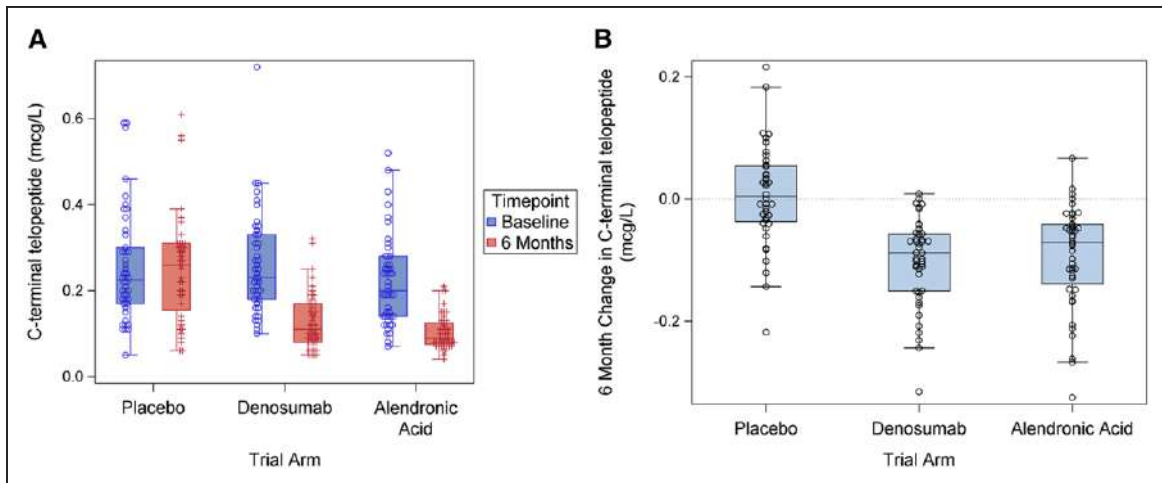 A
C-terminal telopeptide (mcg/L)
0.6
0.4
0.2
0.0
Placebo
Denosumab
Alendronic
Acid
Trial Arm
Timepoint
Baseline
6 Months
B
6 Month Change in C-terminal telopeptide
(mcg/L)
0.2
0.0
-0.2
Placebo
Denosumab
Alendronic Acid
Trial Arm